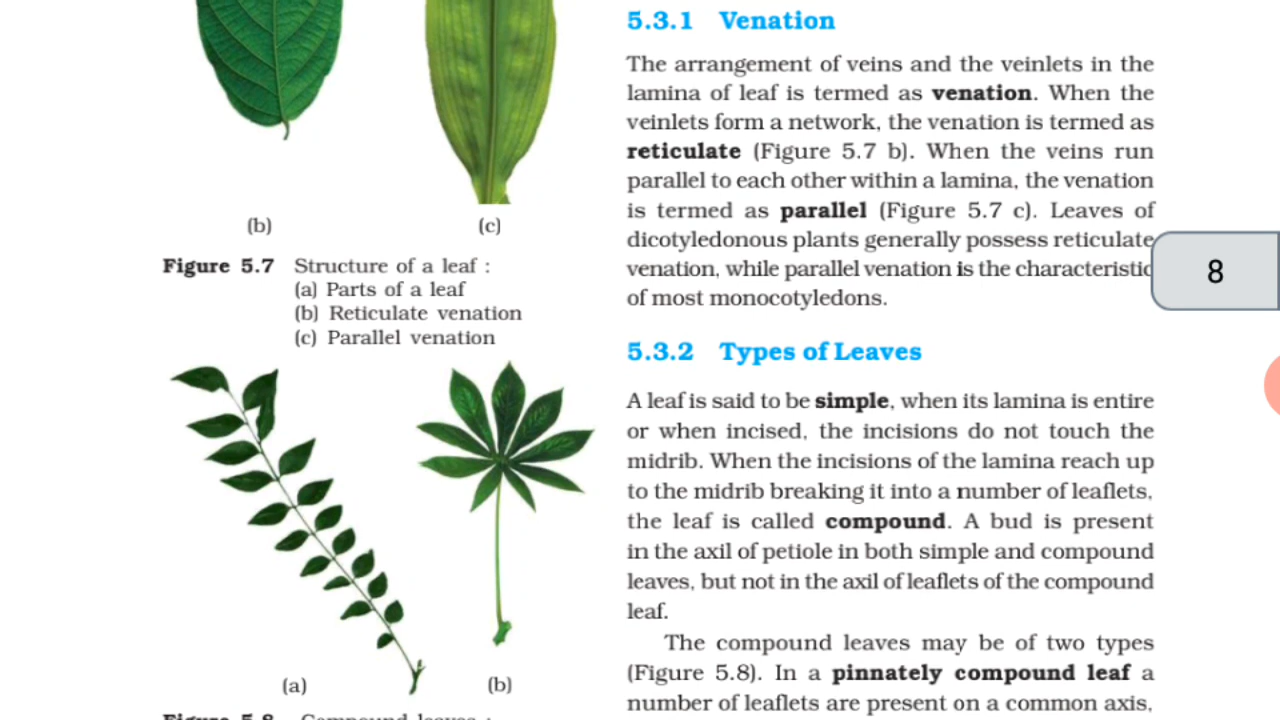 (b)
(c)
Figure 5.7 Structure of a leaf :
(a) Parts of a leaf
(b) Reticulate venation
(c) Parallel venation
(a)
(b)
Figure 5.8 Compound leaves :
5.3.1 Venation
The arrangement of veins and the veinlets in the
lamina of leaf is termed as venation. When the
veinlets form a network, the venation is termed as
reticulate (Figure 5.7 b). When the veins run
parallel to each other within a lamina, the venation
is termed as parallel (Figure 5.7 c). Leaves of
dicotyledonous plants generally possess reticulate
venation, while parallel venation is the characteristic
of most monocotyledons.
5.3.2 Types of Leaves
A leaf is said to be simple, when its lamina is entire
or when incised, the incisions do not touch the
midrib. When the incisions of the lamina reach up
to the midrib breaking it into a number of leaflets,
the leaf is called compound. A bud is present
in the axil of petiole in both simple and compound
leaves, but not in the axil of leaflets of the compound
leaf.
The compound leaves may be of two types
(Figure 5.8). In a pinnately compound leaf a
number of leaflets are present on a common axis,
8